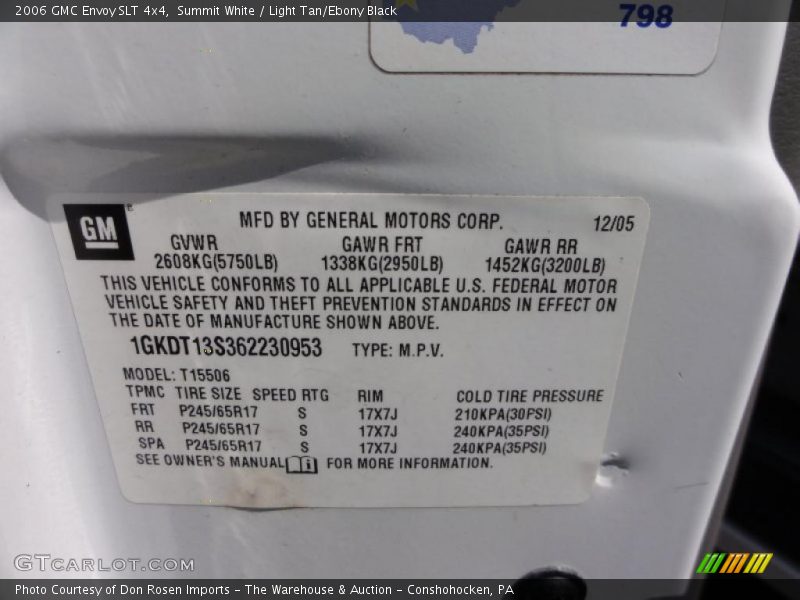 2006 GMC Envoy SLT 4x4,  Summit White / Light Tan/Ebony Black
798
GM
MFD BY GENERAL MOTORS CORP. 12/05
GVWR GAWR FRT GAWR RR
2608KG(5750LB) 1338KG(2950LB) 1452KG(3200LB)
THIS VEHICLE CONFORMS TO ALL APPLICABLE U.S. FEDERAL MOTOR
VEHICLE SAFETY AND THEFT PREVENTION STANDARDS IN EFFECT ON
THE DATE OF MANUFACTURE SHOWN ABOVE.
1GKDT13S362230953 TYPE: M.P.V.
MODEL: T15506
TPMC TIRE SIZE SPEED RTG RIM COLD TIRE PRESSURE
FRT P245/65R17 S 17X7J 210KPA(30PSI)
RR P245/65R17 S 17X7J 240KPA(35PSI)
SPA P245/65R17 S 17X7J 240KPA(35PSI)
SEE OWNER'S MANUAL FOR MORE INFORMATION.
GTCARLOT.COM
Photo Courtesy of Don Rosen Imports - The Warehouse & Auction - Conshohocken, PA